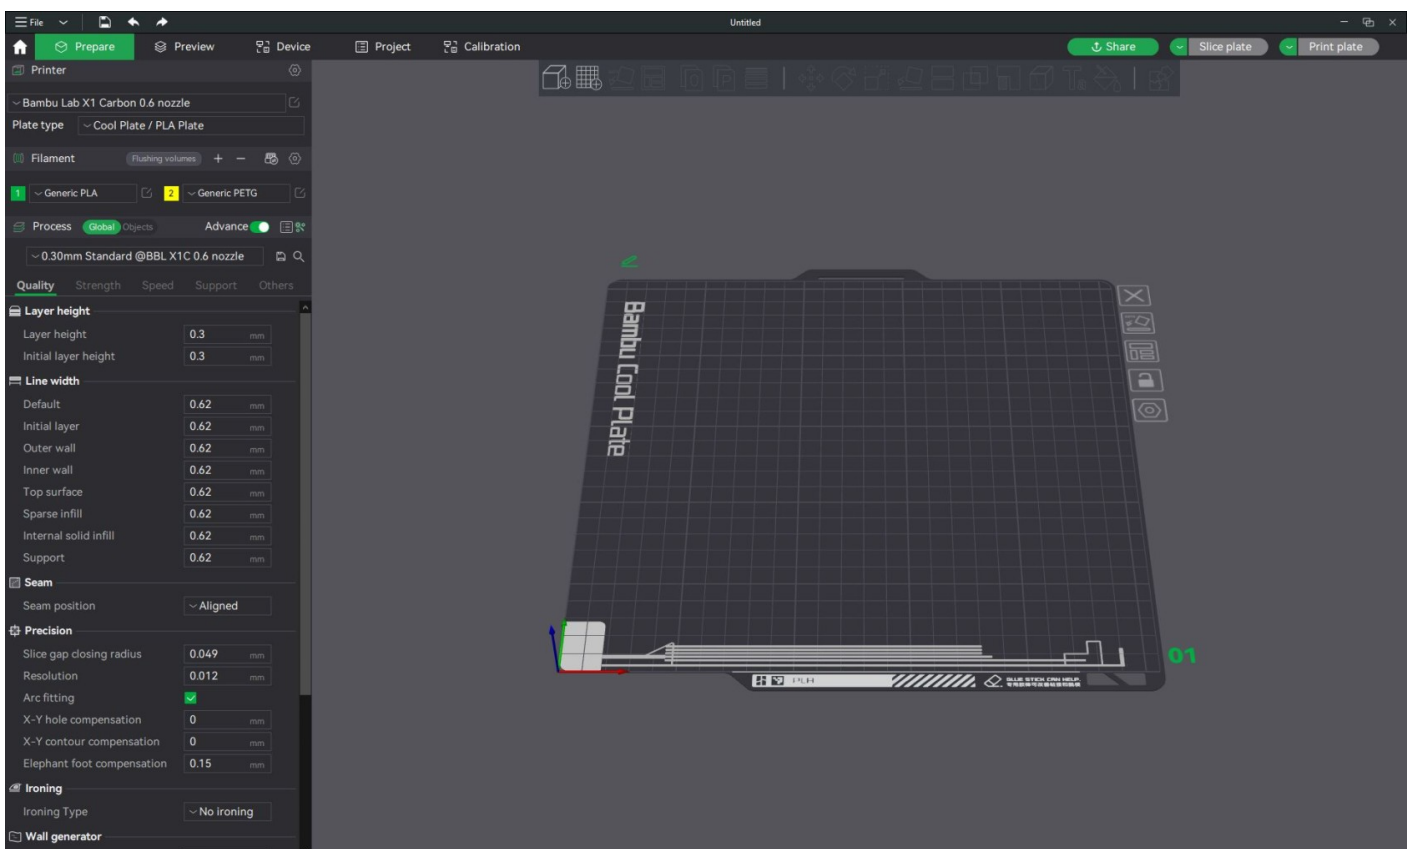 File
Untitled
Prepare Preview Device Project Calibration Share Slice plate Print plate
Printer
Bambu Lab X1 Carbon 0.6 nozzle
Plate type Cool Plate / PLA Plate
Filament Flushing volumes + −
1 Generic PLA 2 Generic PETG
Process Global Objects Advance
0.30mm Standard @BBL X1C 0.6 nozzle
Quality Strength Speed Support Others
Layer height
Layer height 0.3 mm
Initial layer height 0.3 mm
Line width
Default 0.62 mm
Initial layer 0.62 mm
Outer wall 0.62 mm
Inner wall 0.62 mm
Top surface 0.62 mm
Sparse infill 0.62 mm
Internal solid infill 0.62 mm
Support 0.62 mm
Seam
Seam position Aligned
Precision
Slice gap closing radius 0.049 mm
Resolution 0.012 mm
Arc fitting
X-Y hole compensation 0 mm
X-Y contour compensation 0 mm
Elephant foot compensation 0.15 mm
Ironing
Ironing Type No ironing
Wall generator
Bambu Cool Plate
01
PLA
GLUE STICK CAN HELP.